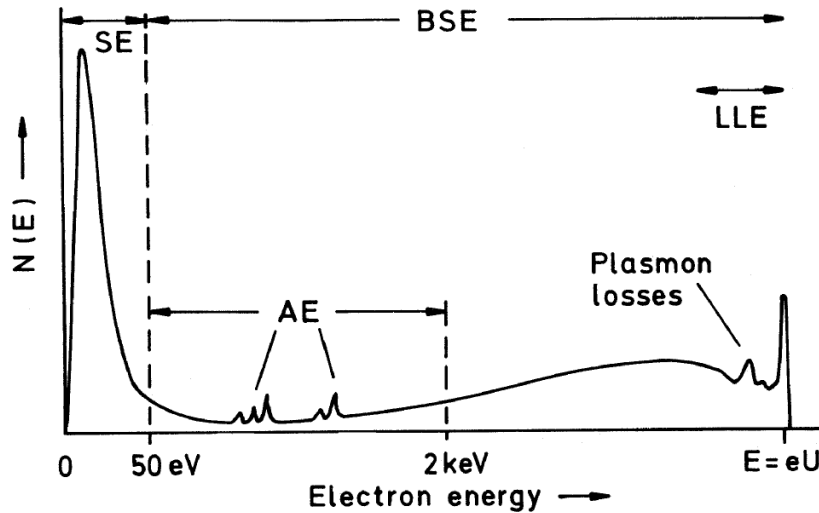 SE
BSE
LLE
N(E)
Plasmon
losses
AE
0
50 eV
2 keV
E = eU
Electron energy